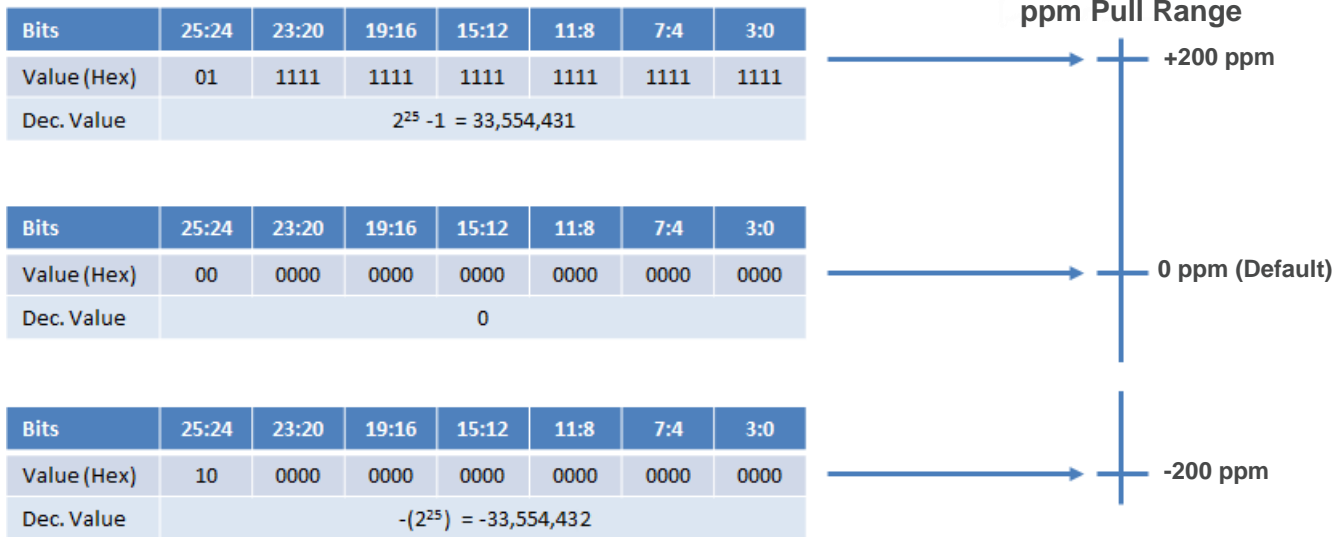 ppm Pull Range
Bits 25:24 23:20 19:16 15:12 11:8 7:4 3:0
Value (Hex) 01 1111 1111 1111 1111 1111 1111
Dec. Value 2²⁵ -1 = 33,554,431
+200 ppm
Bits 25:24 23:20 19:16 15:12 11:8 7:4 3:0
Value (Hex) 00 0000 0000 0000 0000 0000 0000
Dec. Value 0
0 ppm (Default)
Bits 25:24 23:20 19:16 15:12 11:8 7:4 3:0
Value (Hex) 10 0000 0000 0000 0000 0000 0000
Dec. Value -(2²⁵) = -33,554,432
-200 ppm